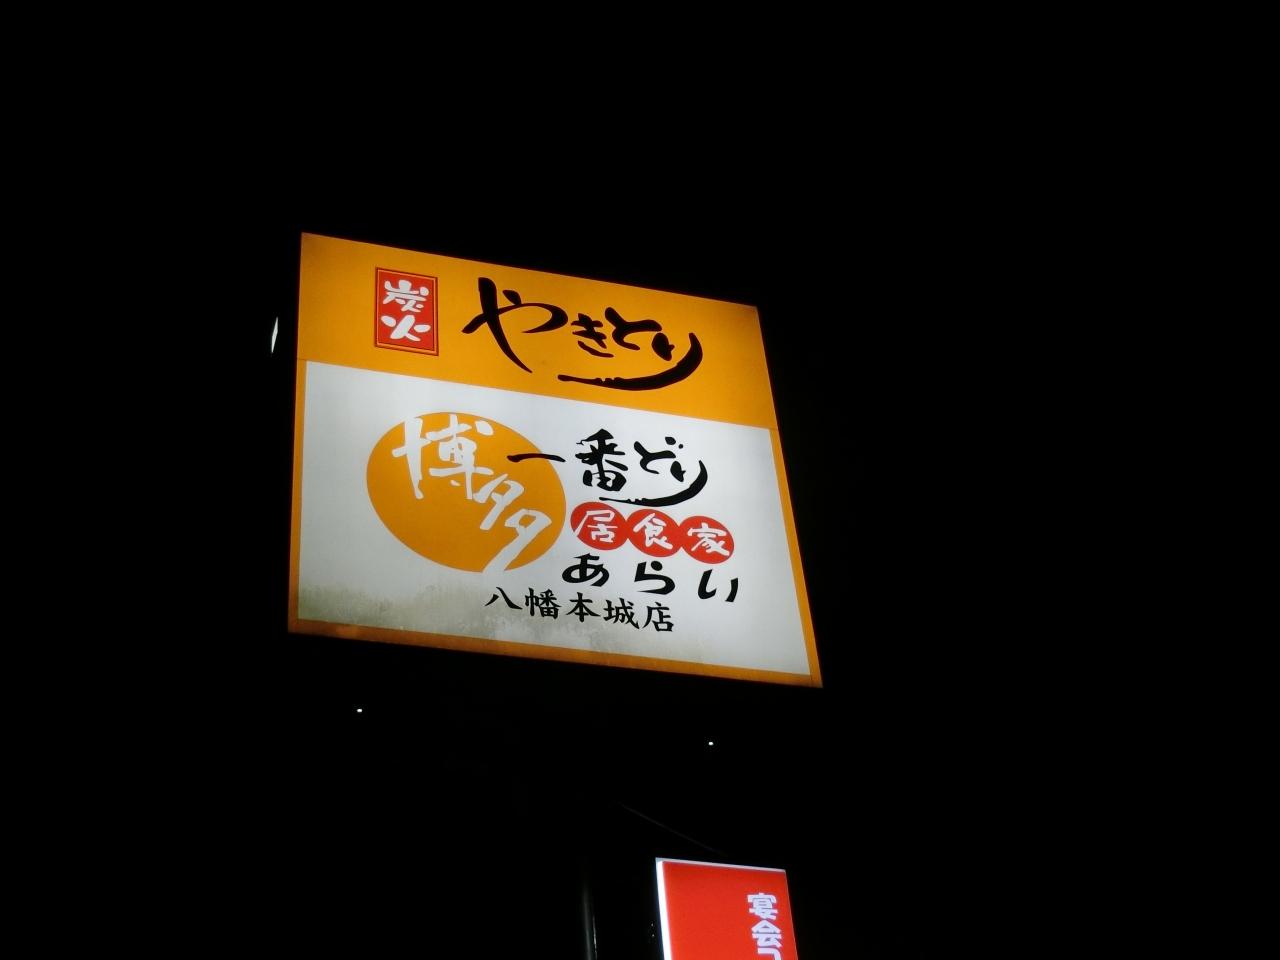 炭火
やきとり
博多
一番どり
居食家
あらい
八幡本城店
宴会